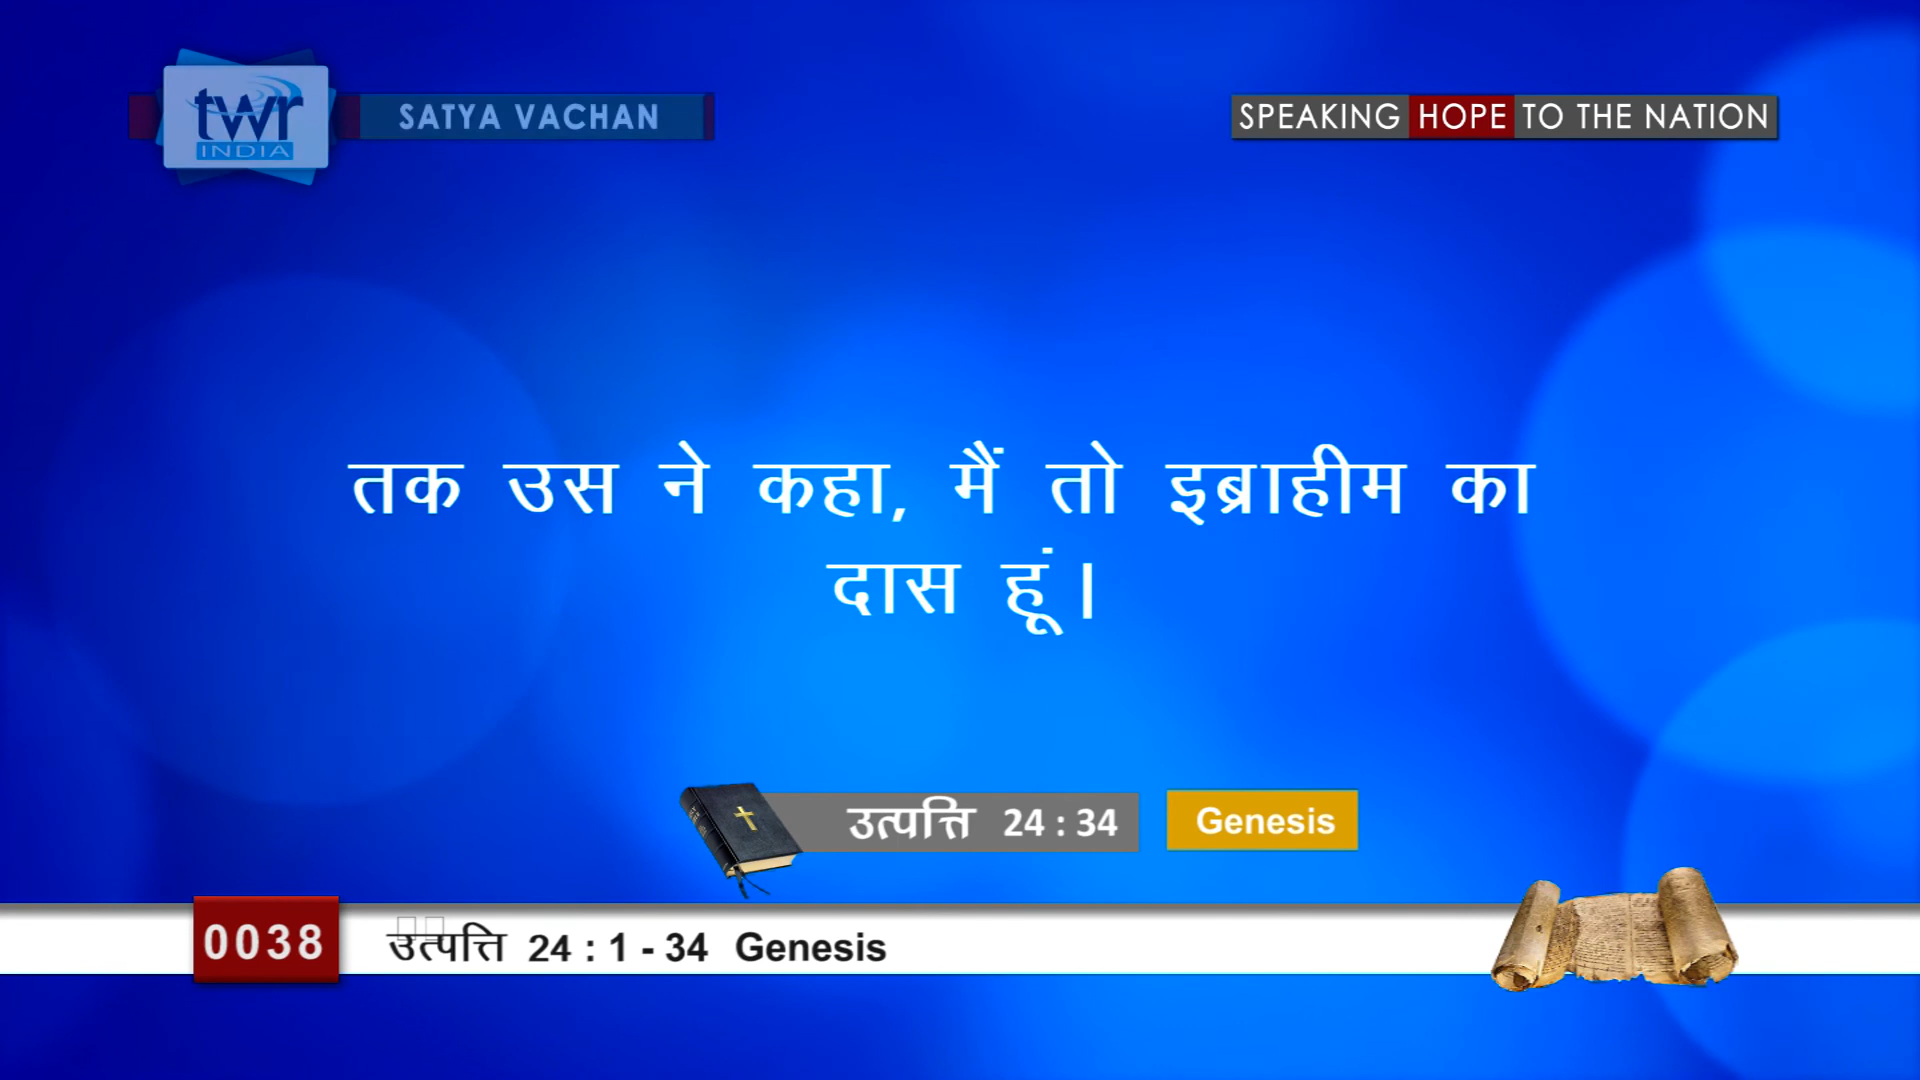 twr
INDIA
SATYA VACHAN
SPEAKING HOPE TO THE NATION
तक उस ने कहा, मैं तो इब्राहीम का
दास हूं।
उत्पत्ति 24 : 34
Genesis
0038
उत्पत्ति 24 : 1 - 34 Genesis